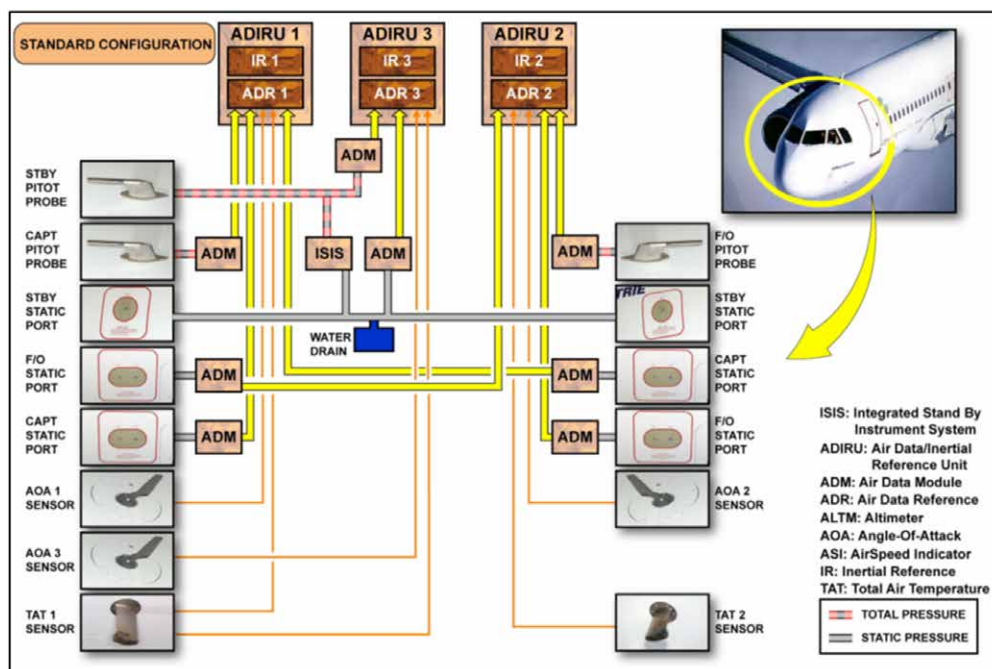 STANDARD CONFIGURATION
ADIRU 1
IR 1
ADR 1
ADIRU 3
IR 3
ADR 3
ADIRU 2
IR 2
ADR 2
ADM
STBY
PITOT
PROBE
CAPT
PITOT
PROBE
ADM
ISIS
ADM
ADM
F/O
PITOT
PROBE
STBY
STATIC
PORT
WATER
DRAIN
TRIE
STBY
STATIC
PORT
F/O
STATIC
PORT
ADM
ADM
CAPT
STATIC
PORT
CAPT
STATIC
PORT
ADM
ADM
F/O
STATIC
PORT
AOA 1
SENSOR
AOA 2
SENSOR
AOA 3
SENSOR
TAT 1
SENSOR
TAT 2
SENSOR
ISIS: Integrated Stand By
Instrument System
ADIRU: Air Data/Inertial
Reference Unit
ADM: Air Data Module
ADR: Air Data Reference
ALTM: Altimeter
AOA: Angle-Of-Attack
ASI: AirSpeed Indicator
IR: Inertial Reference
TAT: Total Air Temperature
TOTAL PRESSURE
STATIC PRESSURE